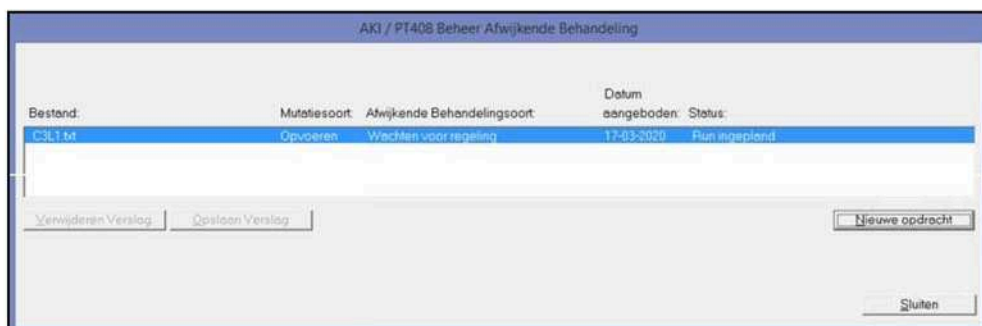 AKI / PT408 Beheer Afwijkende Behandeling
Datum
Bestand: Mutatiesoort: Afwijkende Behandelingsoort: aangeboden: Status:
C3L1.txt Opvoeren Wachten voor regeling 17-03-2020 Run ingepland
Verwijderen Verslag Opslaan Verslag Nieuwe opdracht
Sluiten